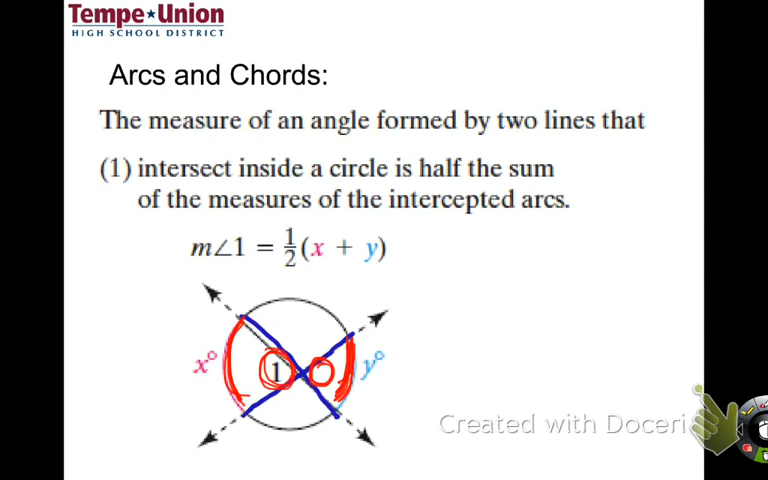 Tempe★Union
HIGH SCHOOL DISTRICT
Arcs and Chords:
The measure of an angle formed by two lines that
(1) intersect inside a circle is half the sum
of the measures of the intercepted arcs.
m∠1 = 1/2(x + y)
x° 1 y°
Created with Doceri